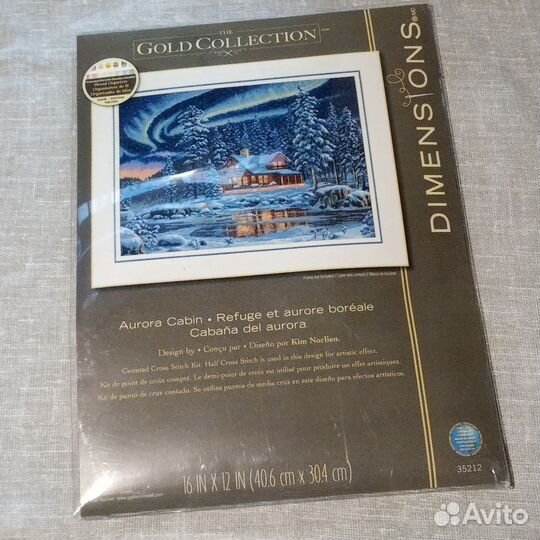 THE
GOLD COLLECTION
Thread Organizer
DIMENSIONS
Aurora Cabin • Refuge et aurore boréale
Cabaña del aurora
Design by • Conçu par • Diseño por Kim Norlien.
Counted Cross Stitch Kit. Half Cross Stitch is used in this design for artistic effect.
Kit de point de croix compté. Le demi-point de croix est utilisé pour produire un effet artistique.
Kit de punto de cruz contado. Se utiliza puntos de media cruz en este diseño para efectos artísticos.
16 IN X 12 IN (40.6 cm x 30.4 cm)
35212
Avito